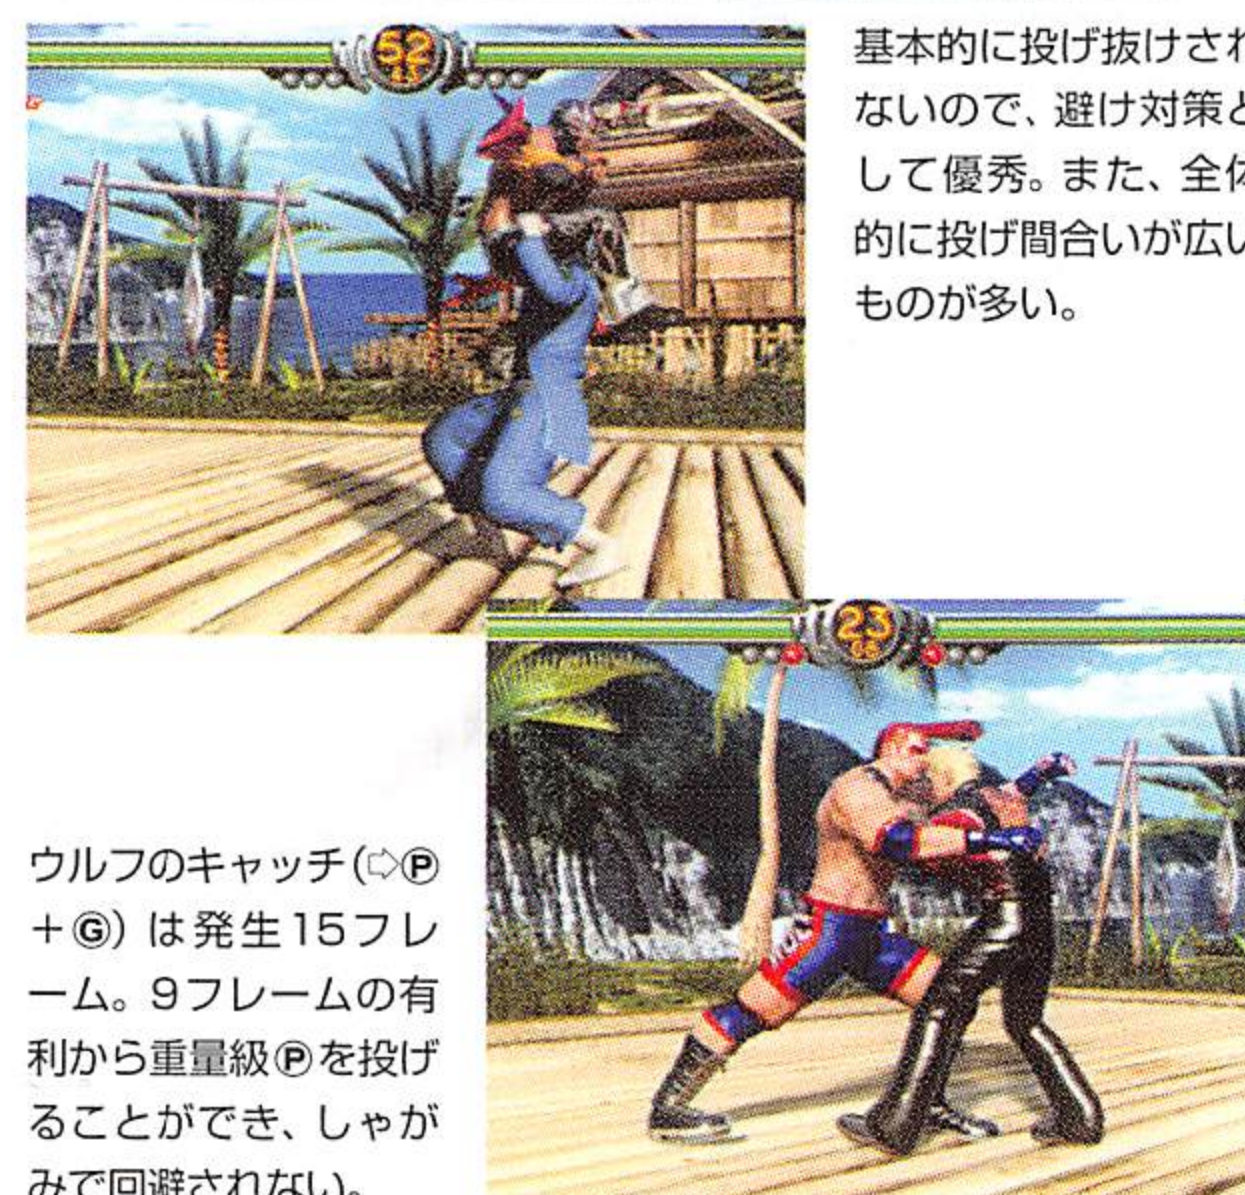 52
基本的に投げ抜けされ
ないので、避け対策と
して優秀。また、全体
的に投げ間合いが広い
ものが多い。
23
ウルフのキャッチ(⇨Ⓟ
+Ⓖ)は発生15フレ
ーム。9フレームの有
利から重量級Ⓟを投げ
ることができ、しゃが
みで回避されない。